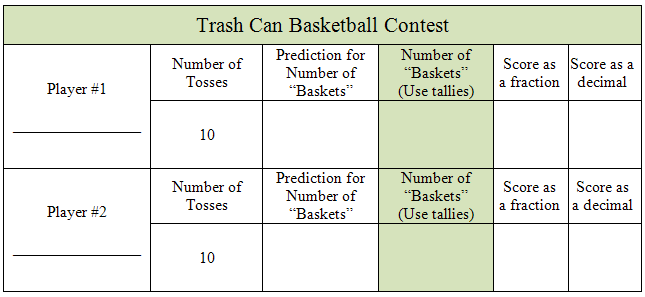 Trash Can Basketball Contest
Player #1
Number of
Tosses
Prediction for
Number of
“Baskets”
Number of
“Baskets”
(Use tallies)
Score as
a fraction
Score as a
decimal
10
Player #2
Number of
Tosses
Prediction for
Number of
“Baskets”
Number of
“Baskets”
(Use tallies)
Score as
a fraction
Score as
a decimal
10